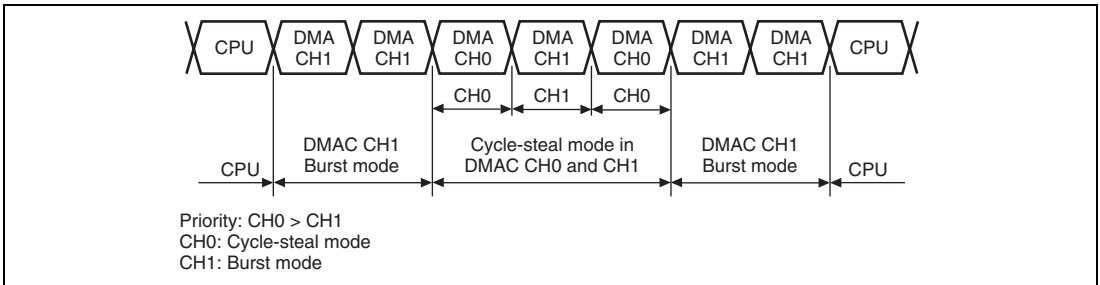 CPU DMA CH1 DMA CH1 DMA CH0 DMA CH1 DMA CH0 DMA CH1 DMA CH1 CPU
CH0 CH1 CH0
CPU
DMAC CH1
Burst mode
Cycle-steal mode in
DMAC CH0 and CH1
DMAC CH1
Burst mode
CPU
Priority: CH0 > CH1
CH0: Cycle-steal mode
CH1: Burst mode